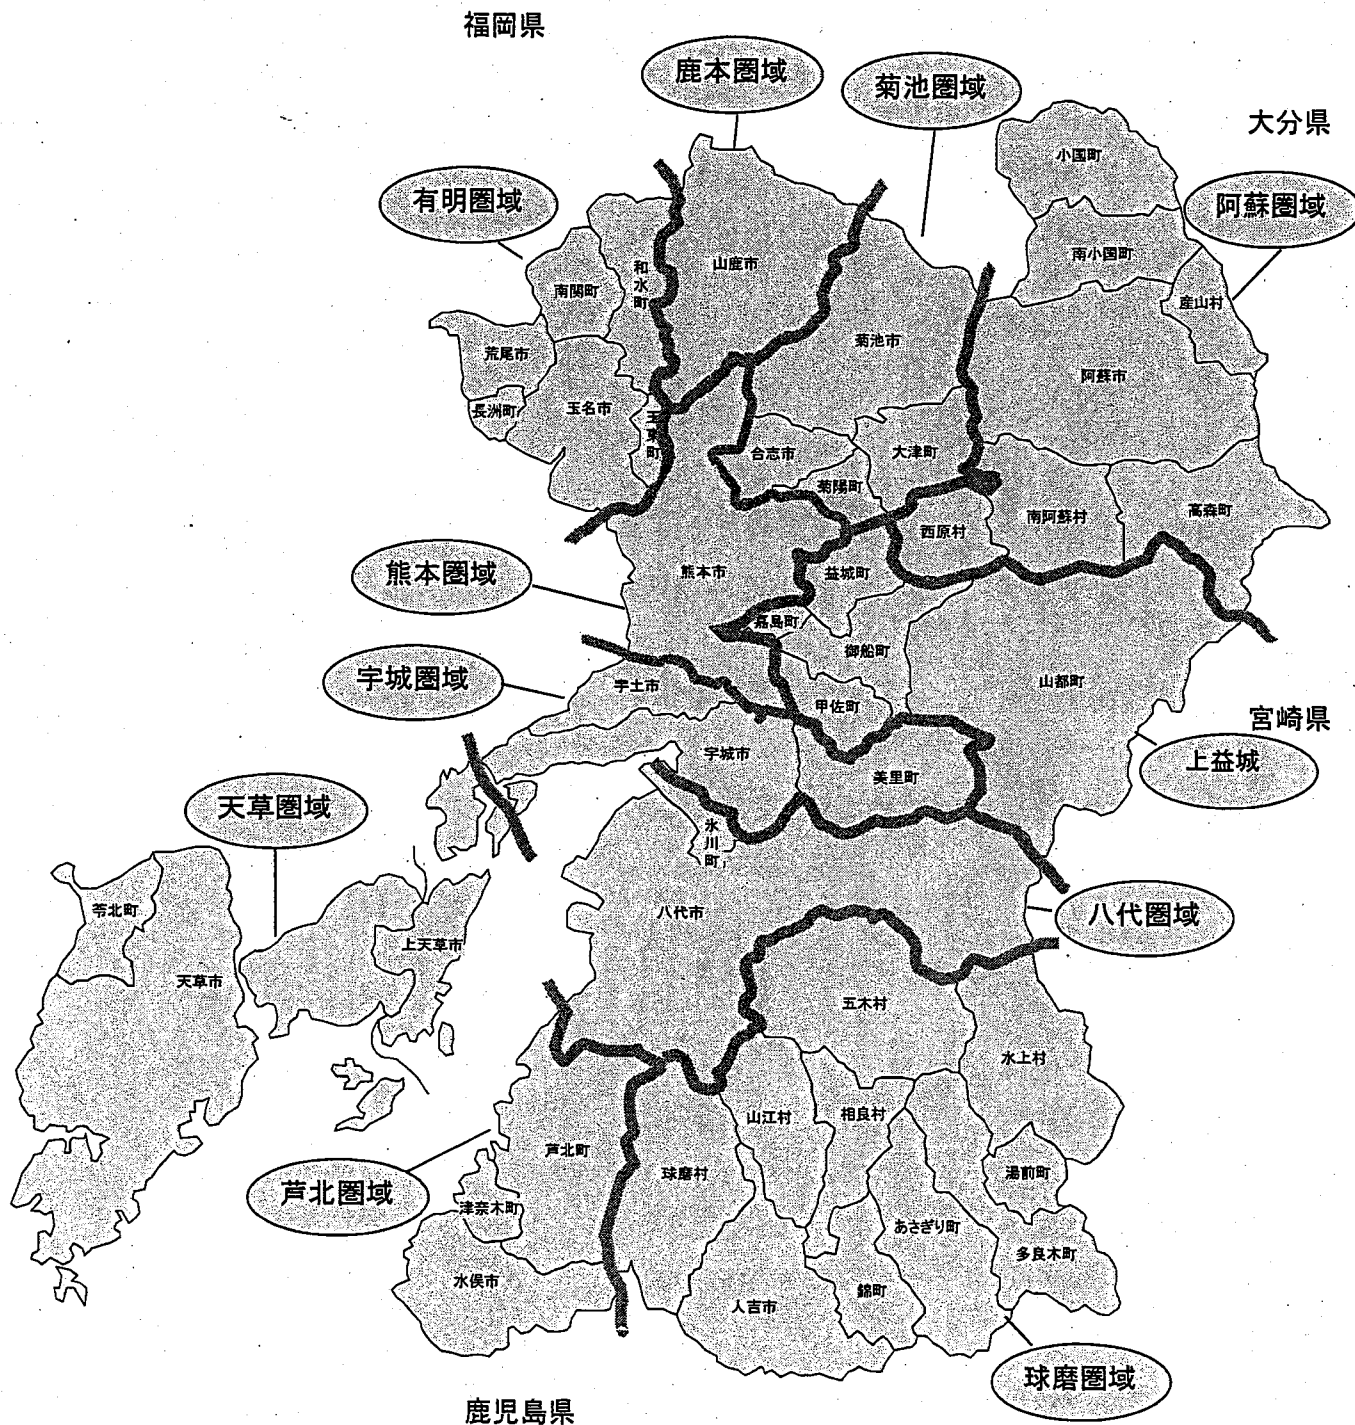 福岡県
鹿本圏域
菊池圏域
大分県
小国町
有明圏域
阿蘇圏域
南小国町
山鹿市
和水町
南関町
産山村
荒尾市
菊池市
阿蘇市
長洲町
玉名市
玉東町
合志市
大津町
菊陽町
西原村
南阿蘇村
高森町
熊本圏域
熊本市
益城町
嘉島町
御船町
宇城圏域
宇土市
山都町
甲佐町
宮崎県
宇城市
美里町
上益城
天草圏域
氷川町
苓北町
八代市
八代圏域
上天草市
天草市
五木村
水上村
山江村
相良村
芦北町
球磨村
湯前町
芦北圏域
津奈木町
あさぎり町
多良木町
水俣市
人吉市
錦町
球磨圏域
鹿児島県